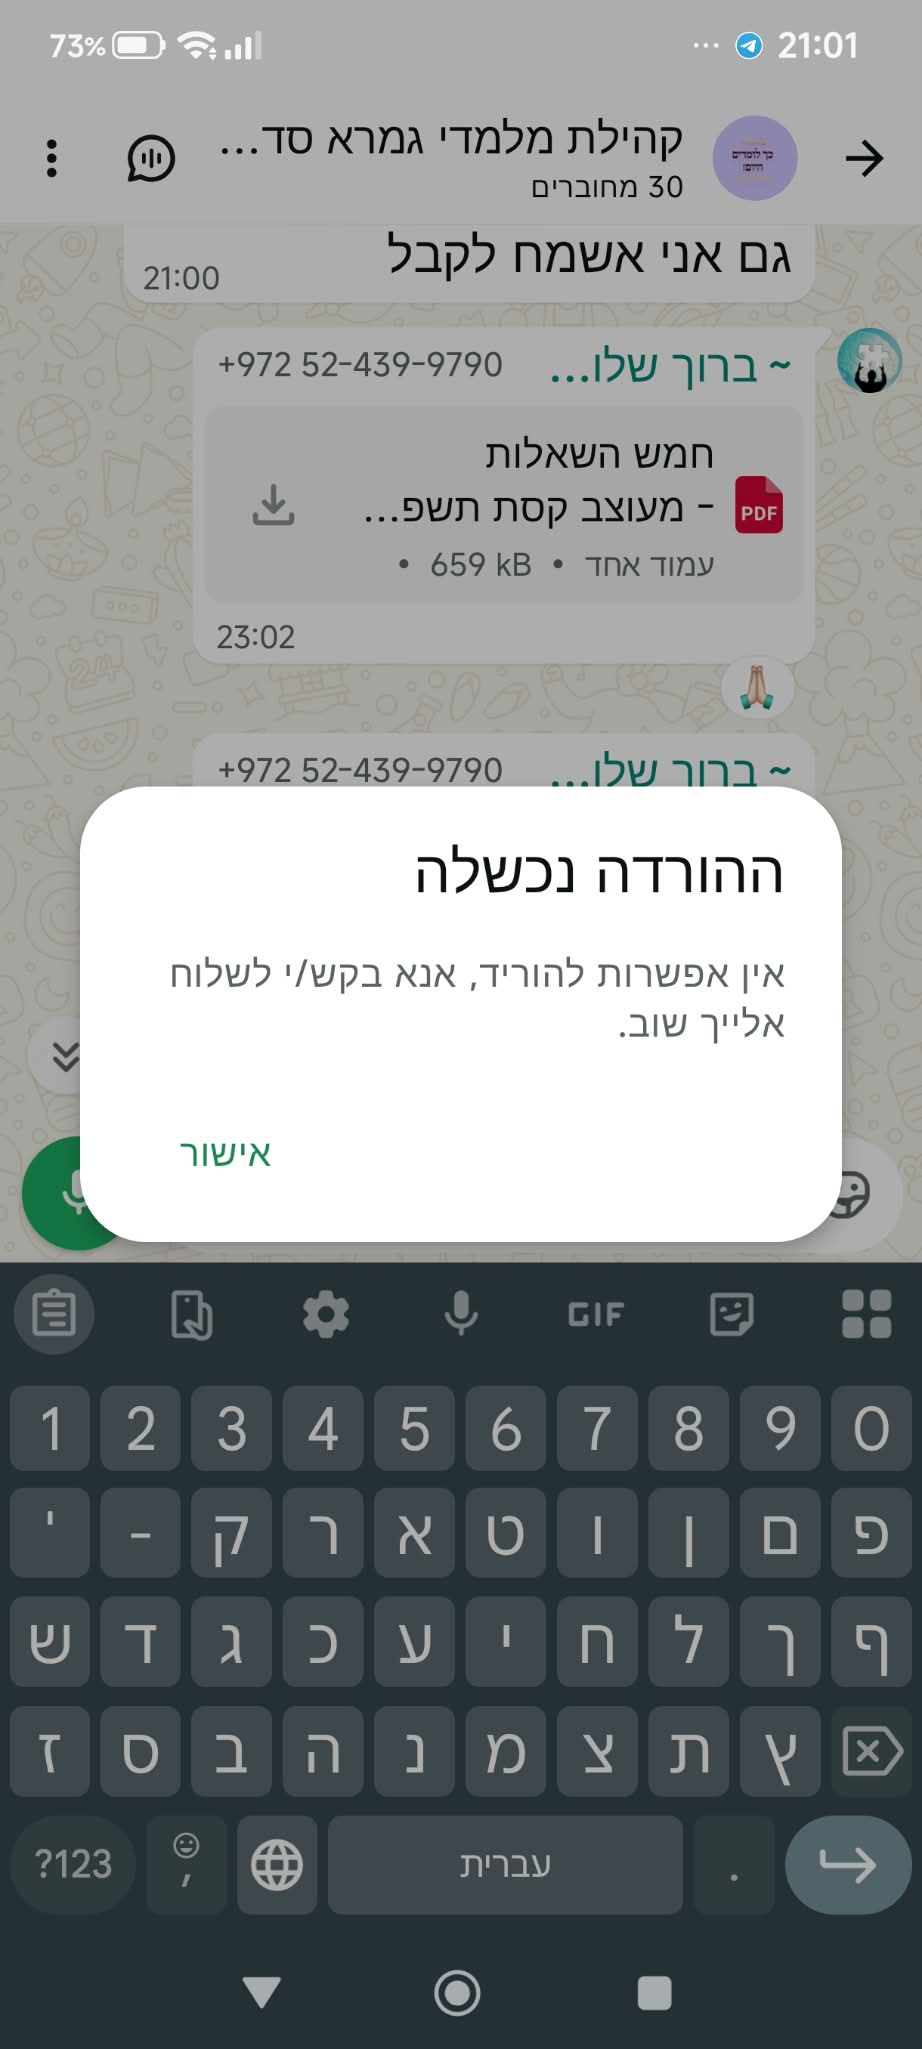 73%
21:01
קהילת מלמדי גמרא סד...
30 מחוברים
כך לומדים
היום!
גם אני אשמח לקבל
21:00
~ ברוך שלו... +972 52-439-9790
חמש השאלות
- מעוצב קסת תשפ...
PDF
עמוד אחד • 659 kB •
23:02
~ ברוך שלו... +972 52-439-9790
ההורדה נכשלה
אין אפשרות להוריד, אנא בקש/י לשלוח
אלייך שוב.
אישור
GIF
1 2 3 4 5 6 7 8 9 0
' - ק ר א ט ו ן ם פ
ש ד ג כ ע י ח ל ך ף
ז ס ב ה נ מ צ ת ץ
?123 , עברית .